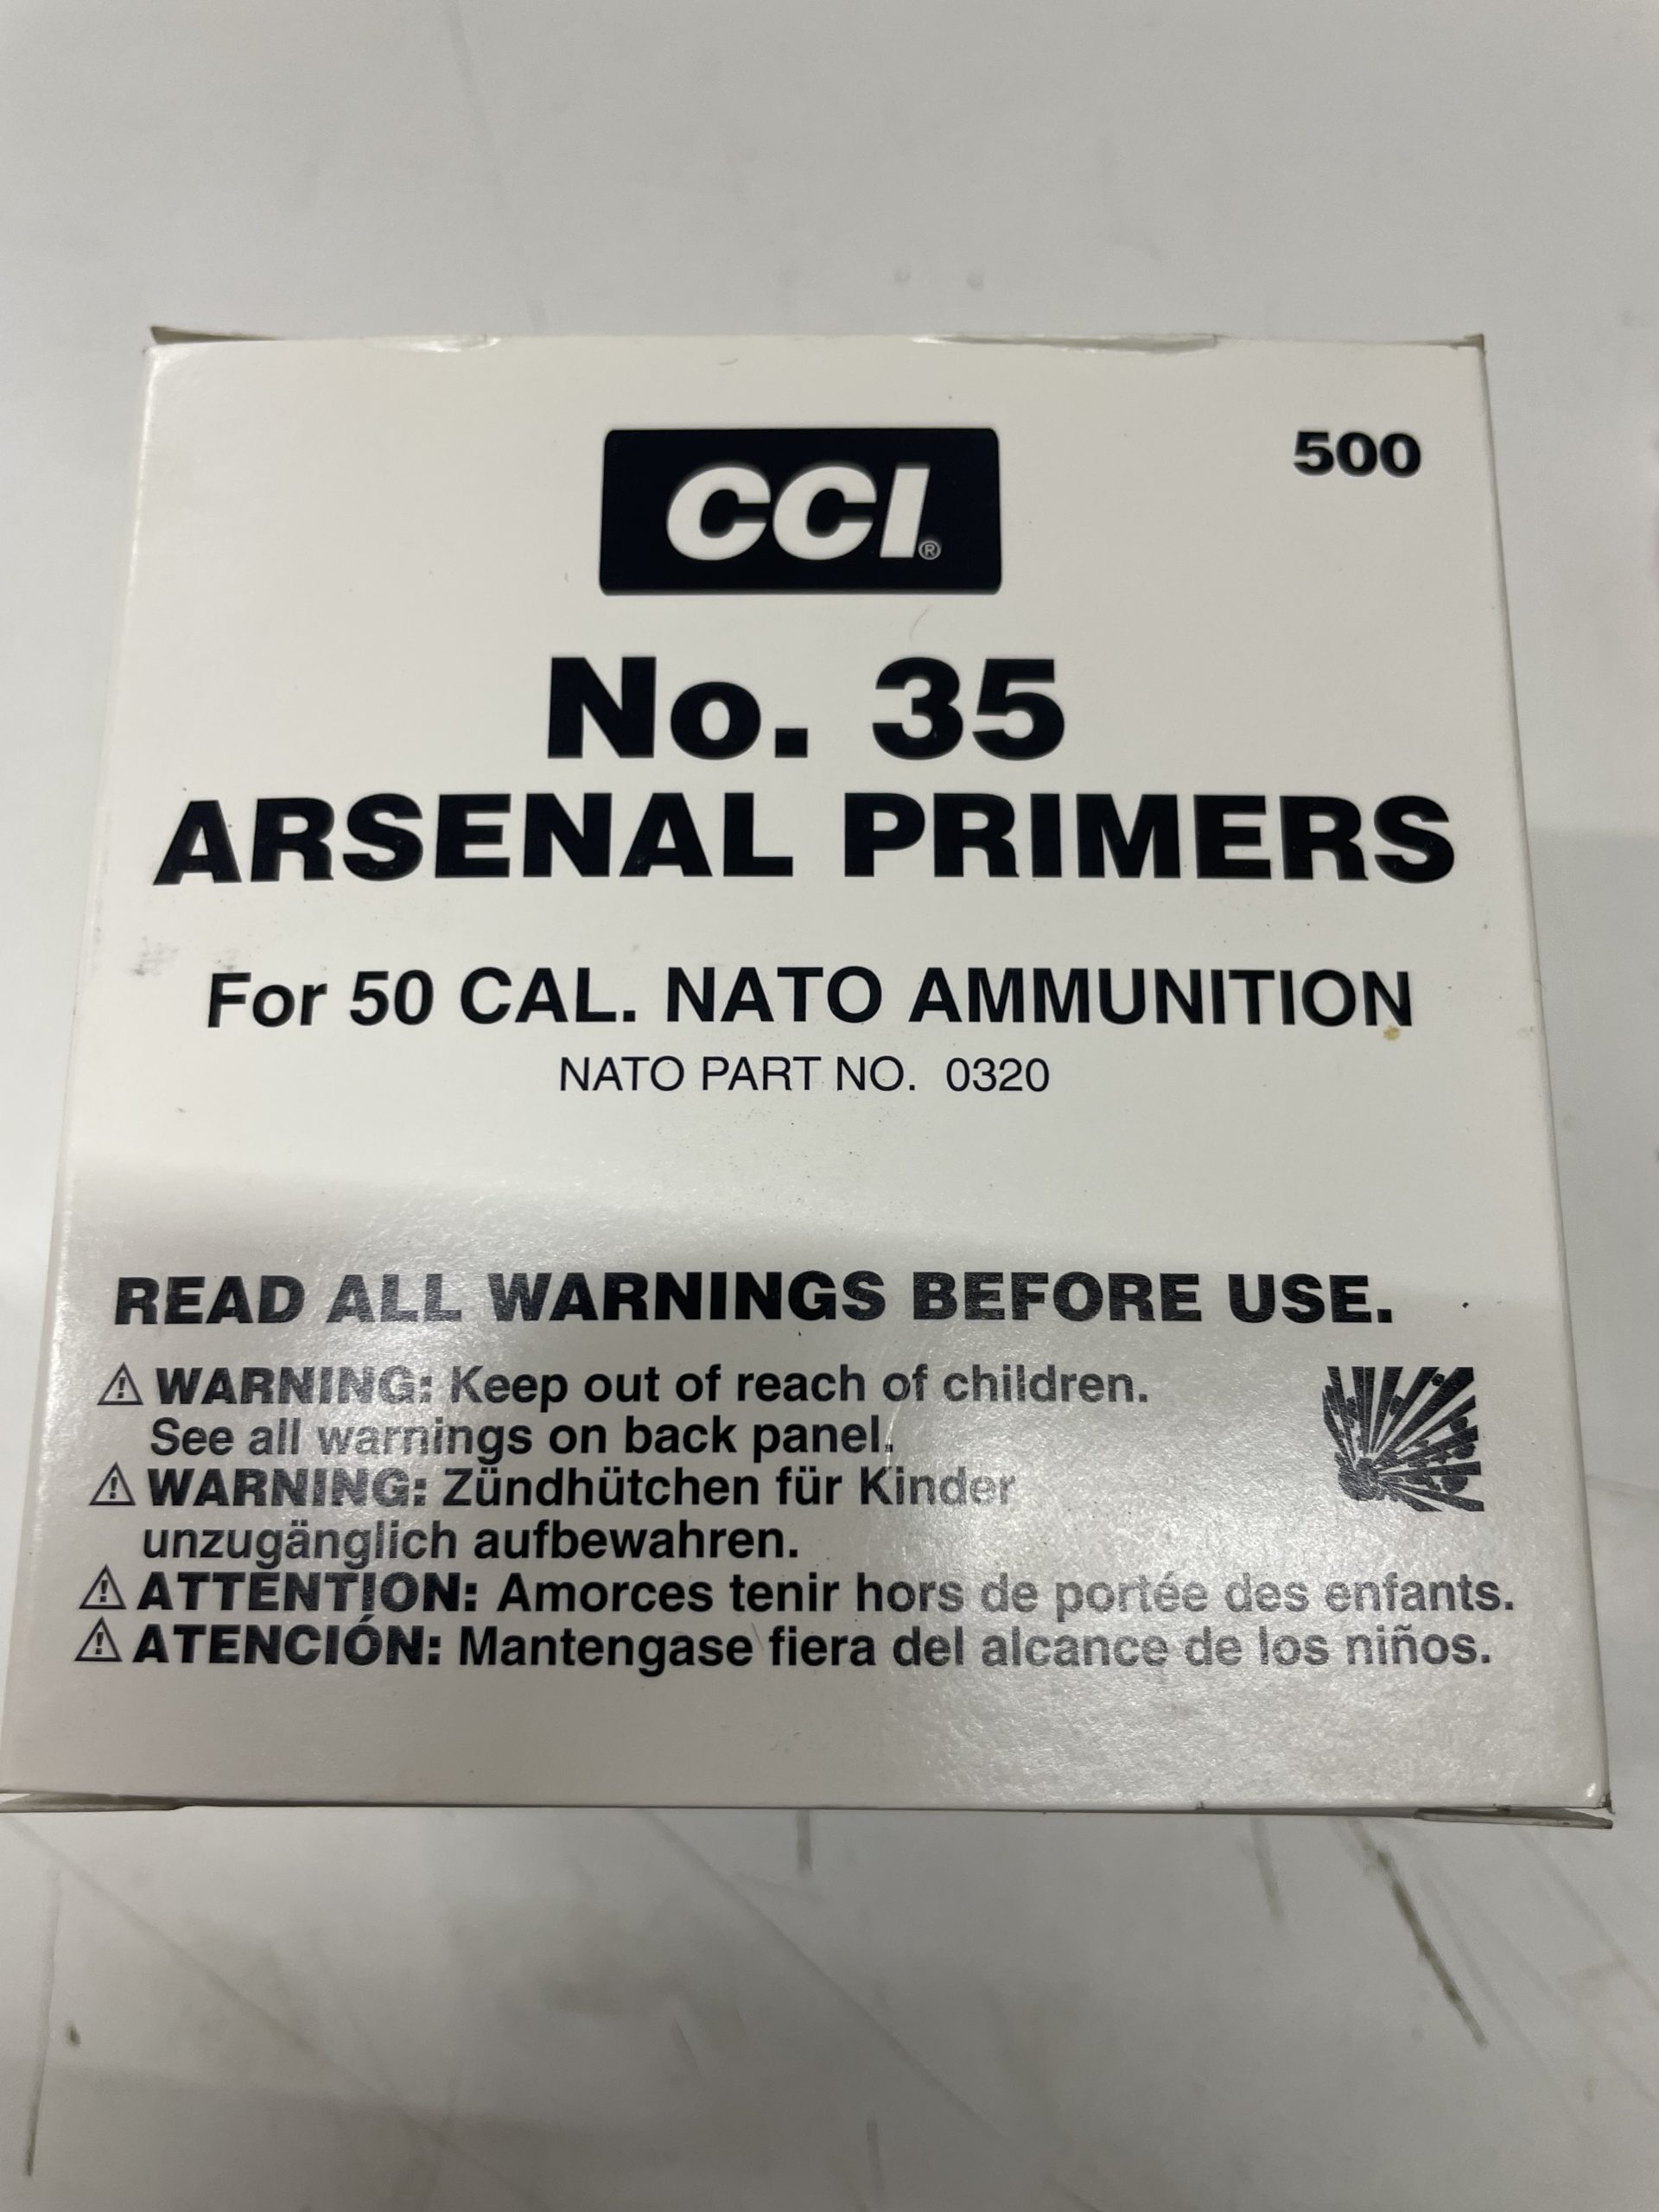 500
CCI®
No. 35
ARSENAL PRIMERS
For 50 CAL. NATO AMMUNITION
NATO PART NO. 0320
READ ALL WARNINGS BEFORE USE.
⚠ WARNING: Keep out of reach of children.
See all warnings on back panel.
⚠ WARNING: Zündhütchen für Kinder
unzugänglich aufbewahren.
⚠ ATTENTION: Amorces tenir hors de portée des enfants.
⚠ ATENCIÓN: Mantengase fiera del alcance de los niños.